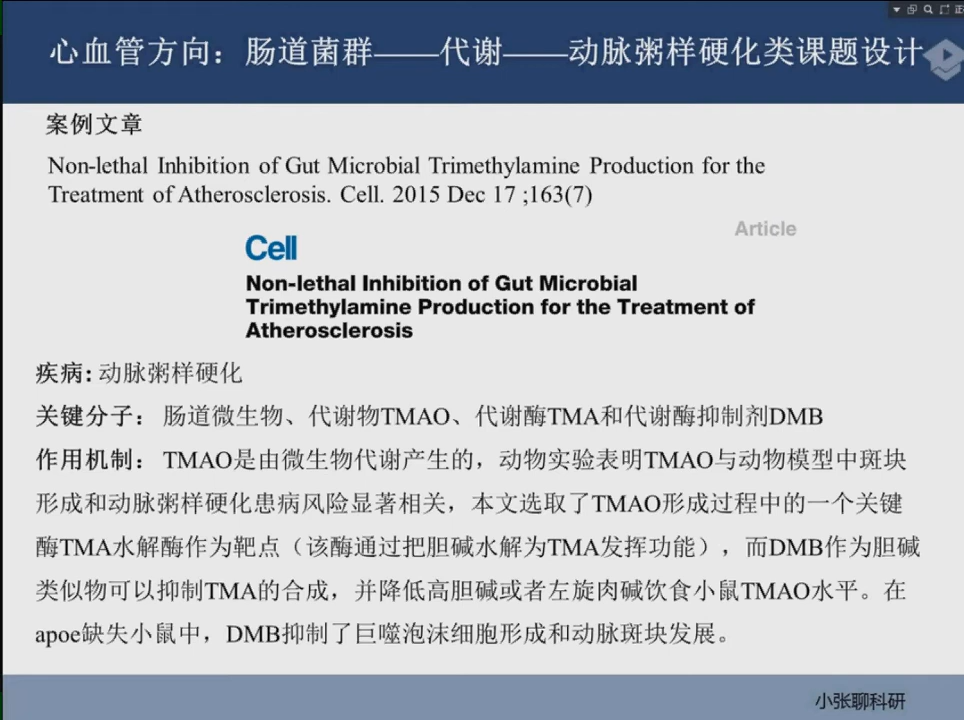 心血管方向：肠道菌群——代谢——动脉粥样硬化类课题设计
案例文章
Non-lethal Inhibition of Gut Microbial Trimethylamine Production for the
Treatment of Atherosclerosis. Cell. 2015 Dec 17 ;163(7)
Article
Cell
Non-lethal Inhibition of Gut Microbial
Trimethylamine Production for the Treatment of
Atherosclerosis
疾病: 动脉粥样硬化
关键分子： 肠道微生物、代谢物TMAO、代谢酶TMA和代谢酶抑制剂DMB
作用机制： TMAO是由微生物代谢产生的，动物实验表明TMAO与动物模型中斑块
形成和动脉粥样硬化患病风险显著相关，本文选取了TMAO形成过程中的一个关键
酶TMA水解酶作为靶点（该酶通过把胆碱水解为TMA发挥功能），而DMB作为胆碱
类似物可以抑制TMA的合成，并降低高胆碱或者左旋肉碱饮食小鼠TMAO水平。在
apoe缺失小鼠中，DMB抑制了巨噬泡沫细胞形成和动脉斑块发展。
小张聊科研